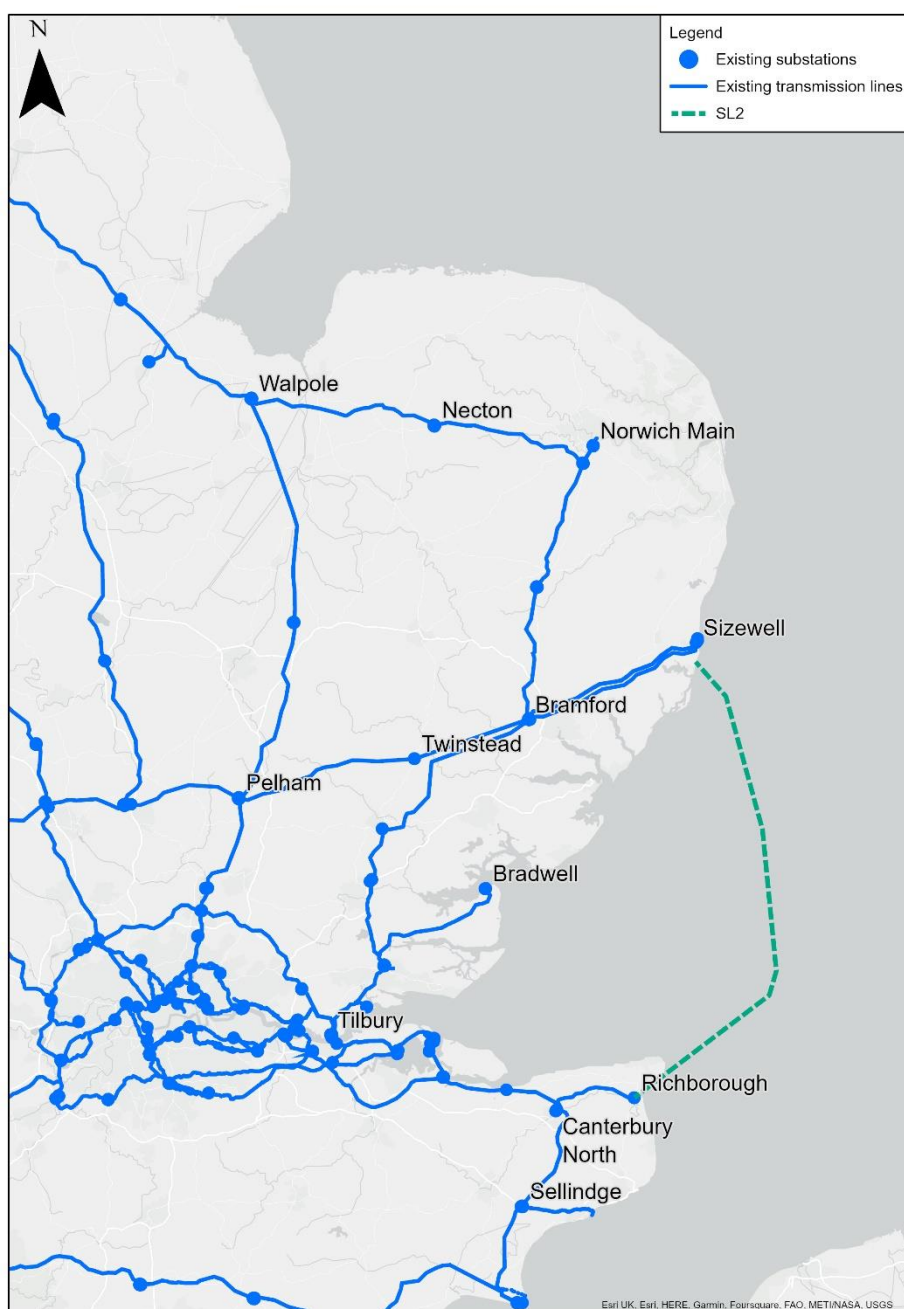 N
Legend
Existing substations
Existing transmission lines
SL2
Walpole
Necton
Norwich Main
Sizewell
Bramford
Twinstead
Pelham
Bradwell
Tilbury
Richborough
Canterbury
North
Sellindge
Esri UK, Esri, HERE, Garmin, Foursquare, FAO, METI/NASA, USGS